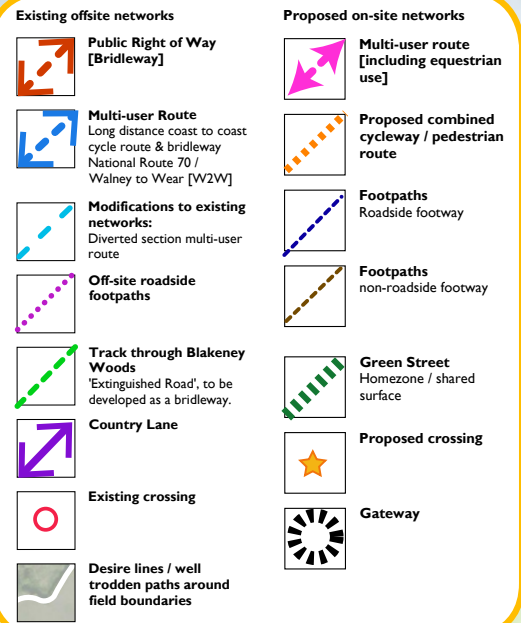 Existing offsite networks
Public Right of Way
[Bridleway]
Multi-user Route
Long distance coast to coast
cycle route & bridleway
National Route 70 /
Walney to Wear [W2W]
Modifications to existing
networks:
Diverted section multi-user
route
Off-site roadside
footpaths
Track through Blakeney
Woods
'Extinguished Road', to be
developed as a bridleway.
Country Lane
Existing crossing
Desire lines / well
trodden paths around
field boundaries
Proposed on-site networks
Multi-user route
[including equestrian
use]
Proposed combined
cycleway / pedestrian
route
Footpaths
Roadside footway
Footpaths
non-roadside footway
Green Street
Homezone / shared
surface
Proposed crossing
Gateway